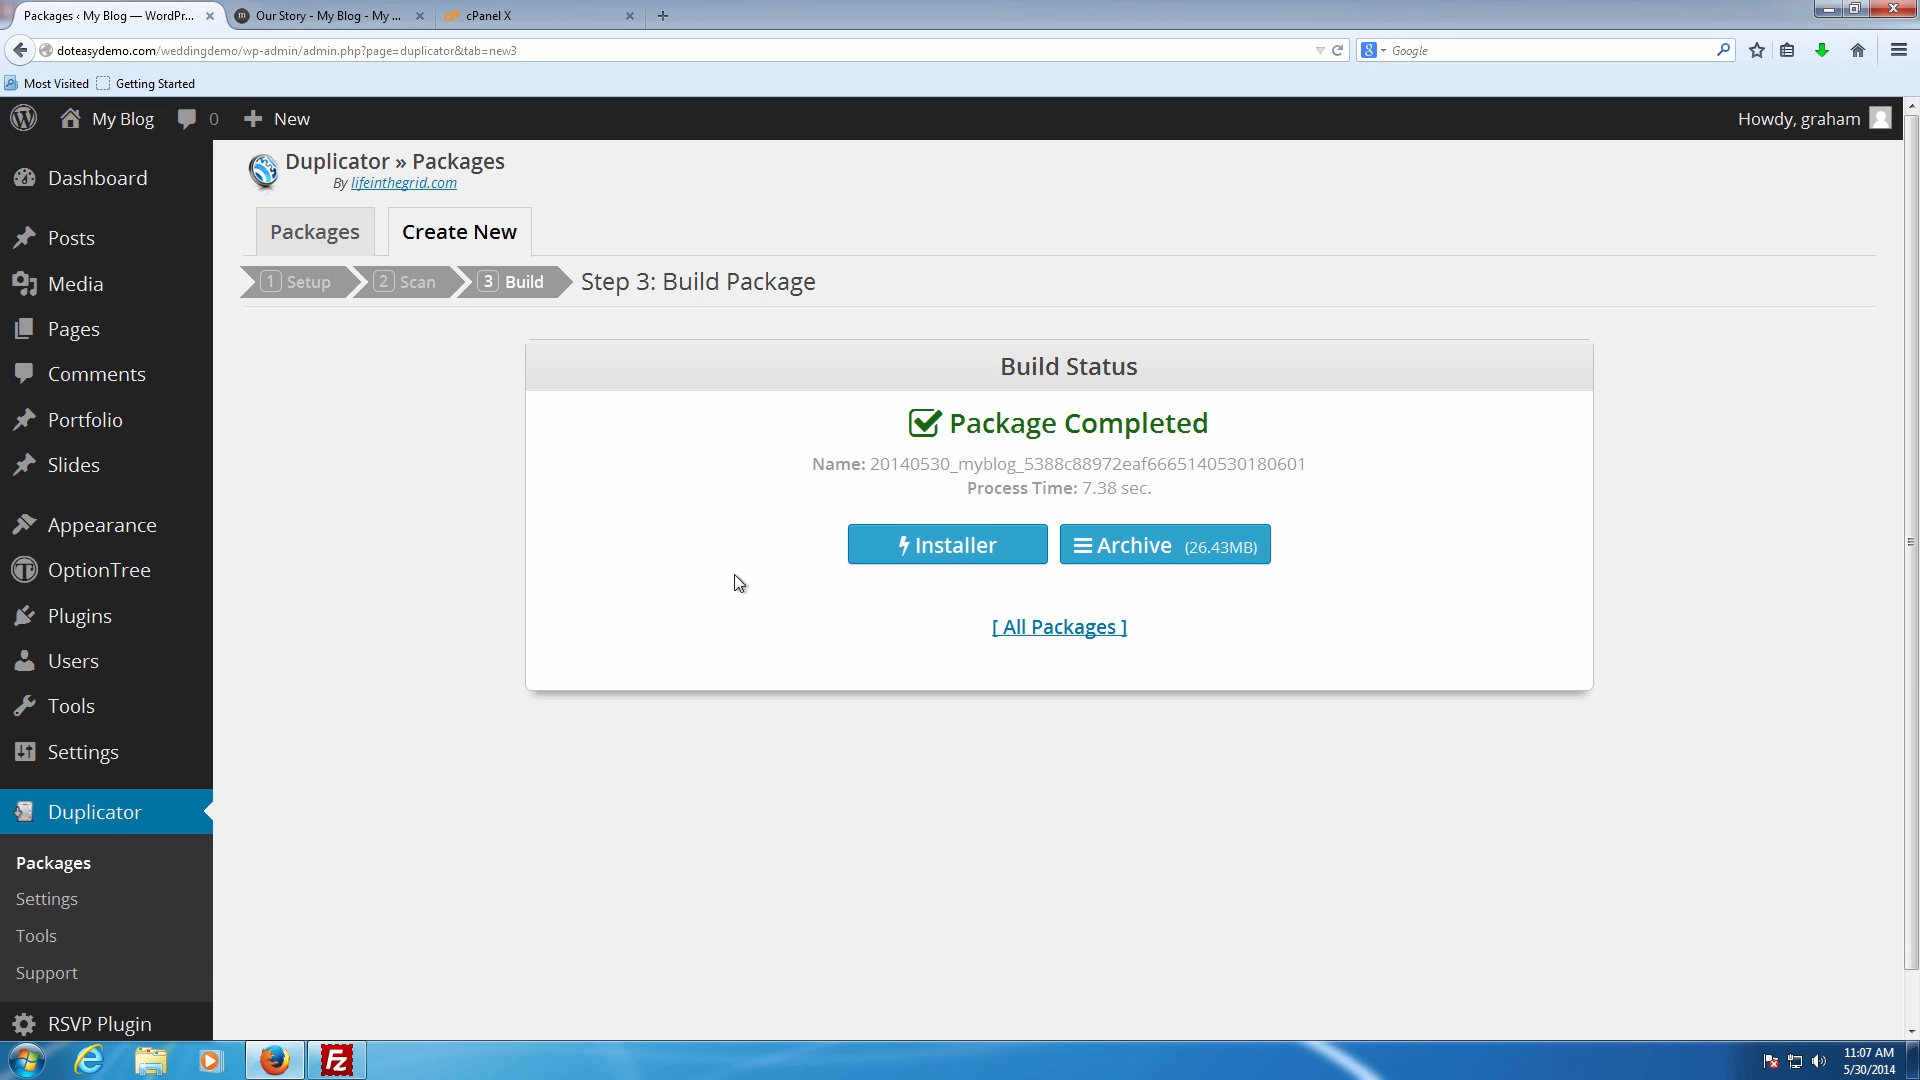 Packages ‹ My Blog — WordPr...
Our Story - My Blog - My ...
cP cPanel X
doteasydemo.com/weddingdemo/wp-admin/admin.php?page=duplicator&tab=new3
Google
Most Visited
Getting Started
My Blog
0
New
Howdy, graham
Dashboard
Posts
Media
Pages
Comments
Portfolio
Slides
Appearance
OptionTree
Plugins
Users
Tools
Settings
Duplicator
Packages
Settings
Tools
Support
RSVP Plugin
Duplicator » Packages
By lifeinthegrid.com
Packages
Create New
1 Setup
2 Scan
3 Build
Step 3: Build Package
Build Status
Package Completed
Name: 20140530_myblog_5388c88972eaf6665140530180601
Process Time: 7.38 sec.
Installer
Archive (26.43MB)
[ All Packages ]
11:07 AM
5/30/2014